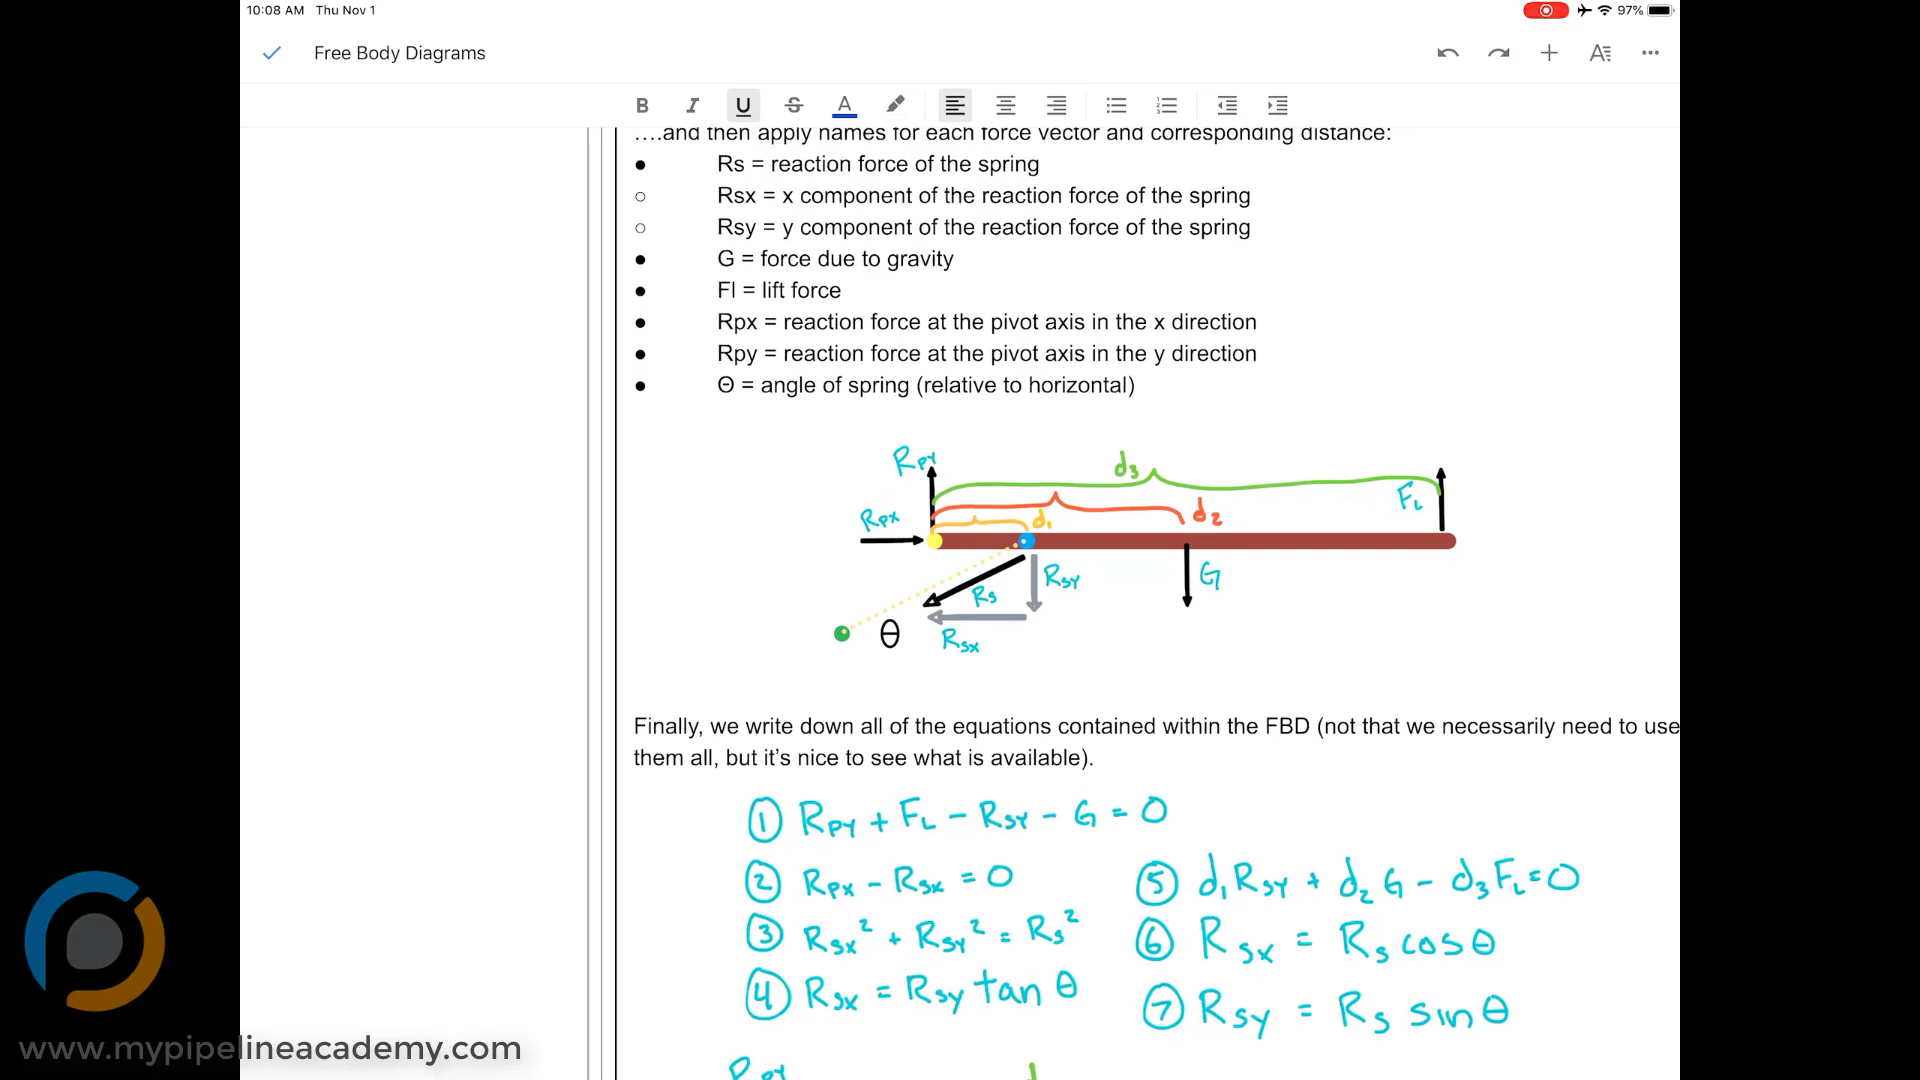 10:08 AM Thu Nov 1
97%
Free Body Diagrams
B I U S A
....and then apply names for each force vector and corresponding distance:
● Rs = reaction force of the spring
○ Rsx = x component of the reaction force of the spring
○ Rsy = y component of the reaction force of the spring
● G = force due to gravity
● Fl = lift force
● Rpx = reaction force at the pivot axis in the x direction
● Rpy = reaction force at the pivot axis in the y direction
● Θ = angle of spring (relative to horizontal)
RPY
d3
FL
RPX
d1
d2
RSY
G
RS
θ
RSX
Finally, we write down all of the equations contained within the FBD (not that we necessarily need to use
them all, but it's nice to see what is available).
① RPY + FL - RSY - G = 0
② RPX - RSX = 0
③ RSX² + RSY² = RS²
④ RSX = RSY tan θ
⑤ d1RSY + d2G - d3FL = 0
⑥ RSX = RS cosθ
⑦ RSY = RS sinθ
RPY
www.mypipelineacademy.com